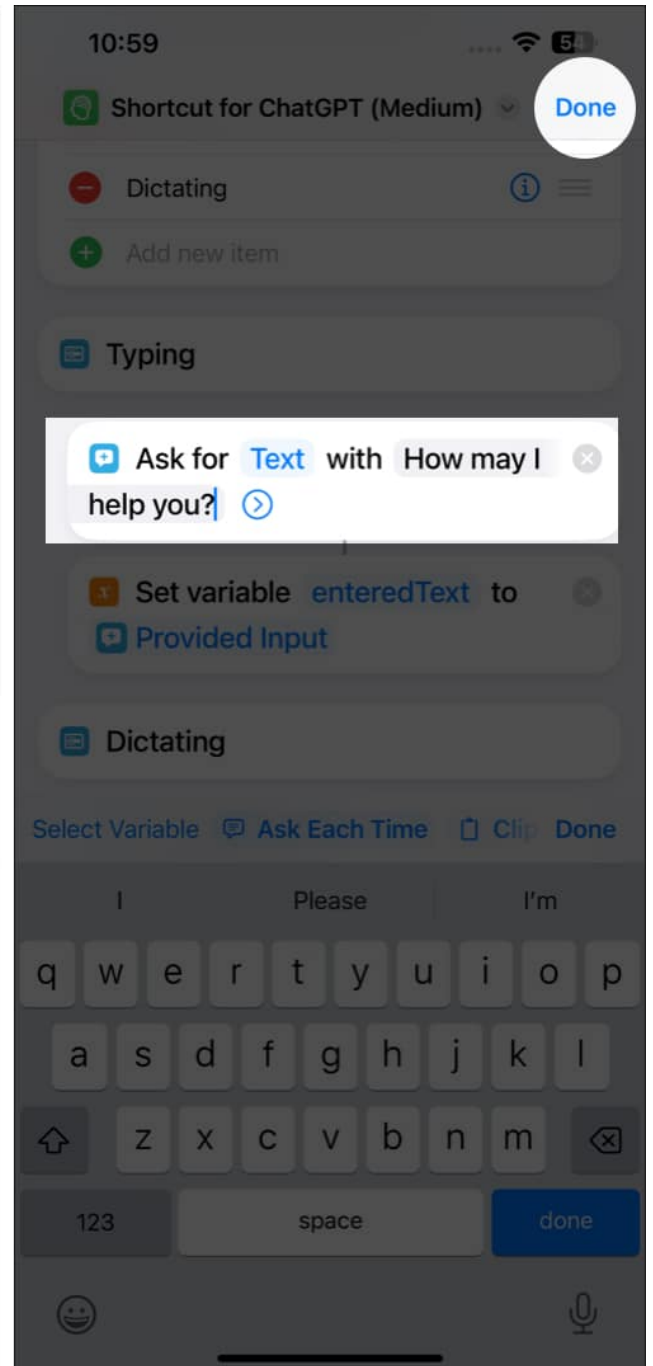 10:59
54
Shortcut for ChatGPT (Medium)
Done
Dictating
Add new item
Typing
Ask for Text with How may I
help you?
Set variable enteredText to
Provided Input
Dictating
Select Variable Ask Each Time Clip Done
I Please I'm
q w e r t y u i o p
a s d f g h j k l
z x c v b n m
123 space done